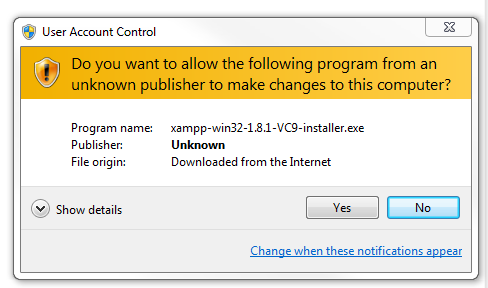 User Account Control
Do you want to allow the following program from an
unknown publisher to make changes to this computer?
Program name: xampp-win32-1.8.1-VC9-installer.exe
Publisher: Unknown
File origin: Downloaded from the Internet
Show details Yes No
Change when these notifications appear